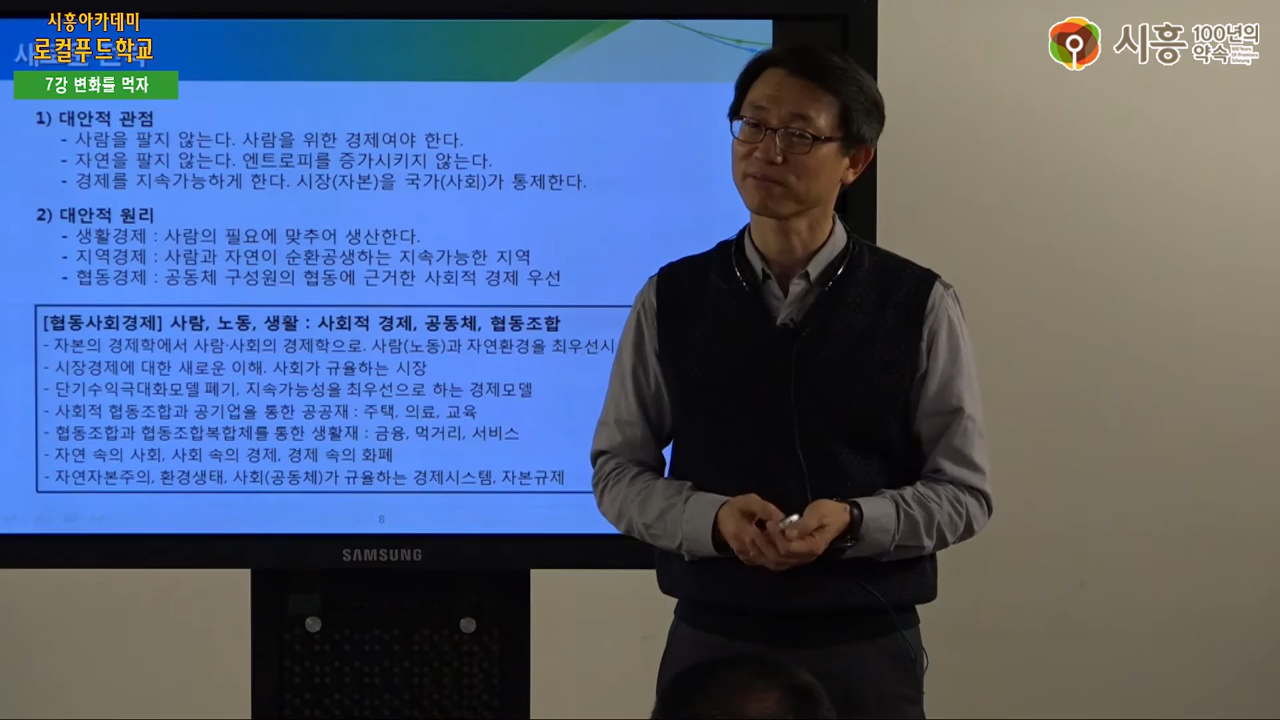 시흥아카데미
로컬푸드학교
7강 변화를 먹자
시흥 100년의 약속
1) 대안적 관점
- 사람을 팔지 않는다. 사람을 위한 경제여야 한다.
- 자연을 팔지 않는다. 엔트로피를 증가시키지 않는다.
- 경제를 지속가능하게 한다. 시장(자본)을 국가(사회)가 통제한다.
2) 대안적 원리
- 생활경제 : 사람의 필요에 맞추어 생산한다.
- 지역경제 : 사람과 자연이 순환공생하는 지속가능한 지역
- 협동경제 : 공동체 구성원의 협동에 근거한 사회적 경제 우선
[협동사회경제] 사람, 노동, 생활 : 사회적 경제, 공동체, 협동조합
- 자본의 경제학에서 사람·사회의 경제학으로. 사람(노동)과 자연환경을 최우선시
- 시장경제에 대한 새로운 이해. 사회가 규율하는 시장
- 단기수익극대화모델 폐기, 지속가능성을 최우선으로 하는 경제모델
- 사회적 협동조합과 공기업을 통한 공공재 : 주택, 의료, 교육
- 협동조합과 협동조합복합체를 통한 생활재 : 금융, 먹거리, 서비스
- 자연 속의 사회, 사회 속의 경제, 경제 속의 화폐
- 자연자본주의, 환경생태, 사회(공동체)가 규율하는 경제시스템, 자본규제
8
SAMSUNG